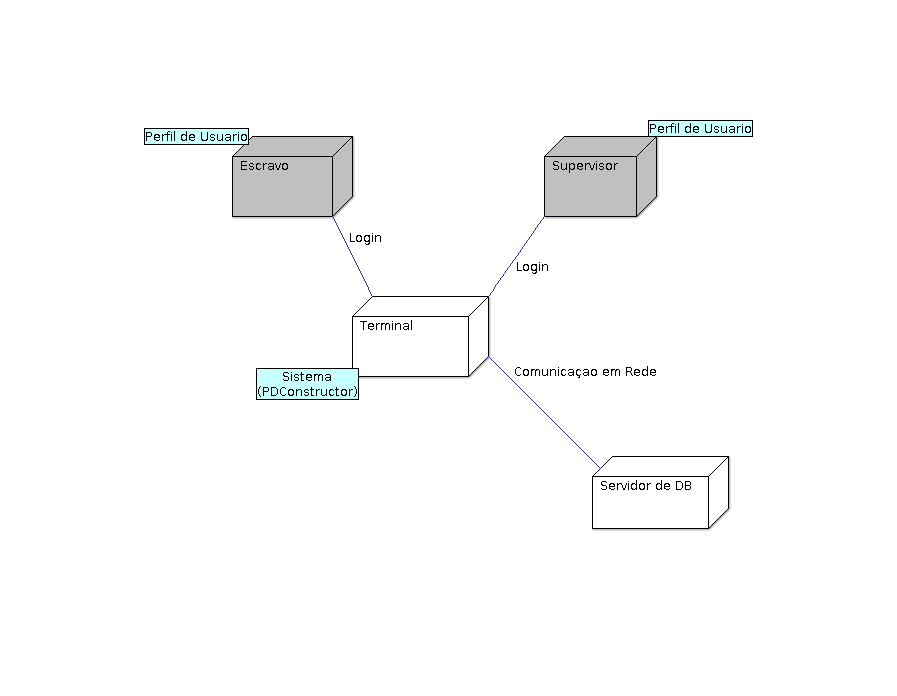 Perfil de Usuario
Perfil de Usuario
Escravo
Supervisor
Login
Login
Terminal
Sistema
(PDConstructor)
Comunicaçao em Rede
Servidor de DB